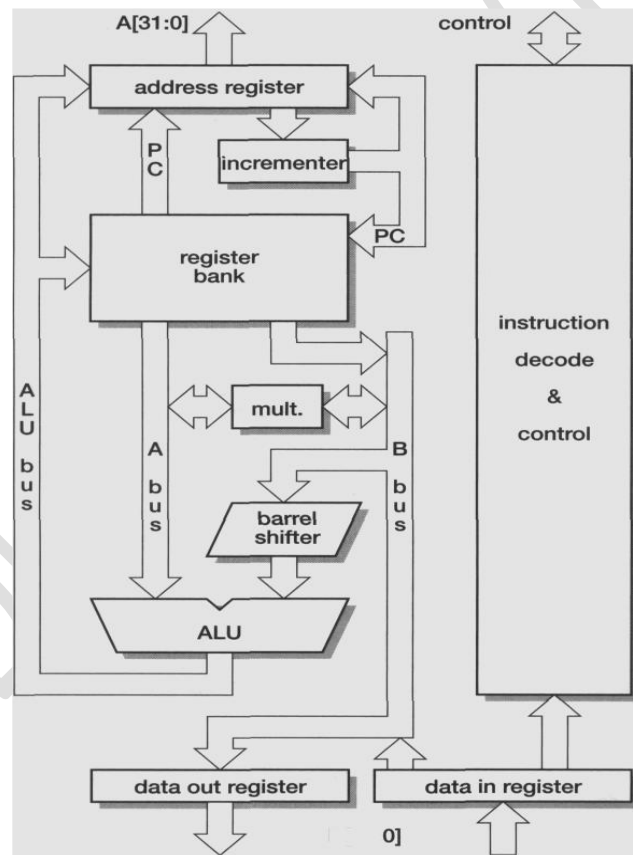 A[31:0]
control
address register
PC
incrementer
PC
register
bank
instruction
decode
&
control
mult.
ALU bus
A bus
B bus
barrel
shifter
ALU
data out register
data in register
0]